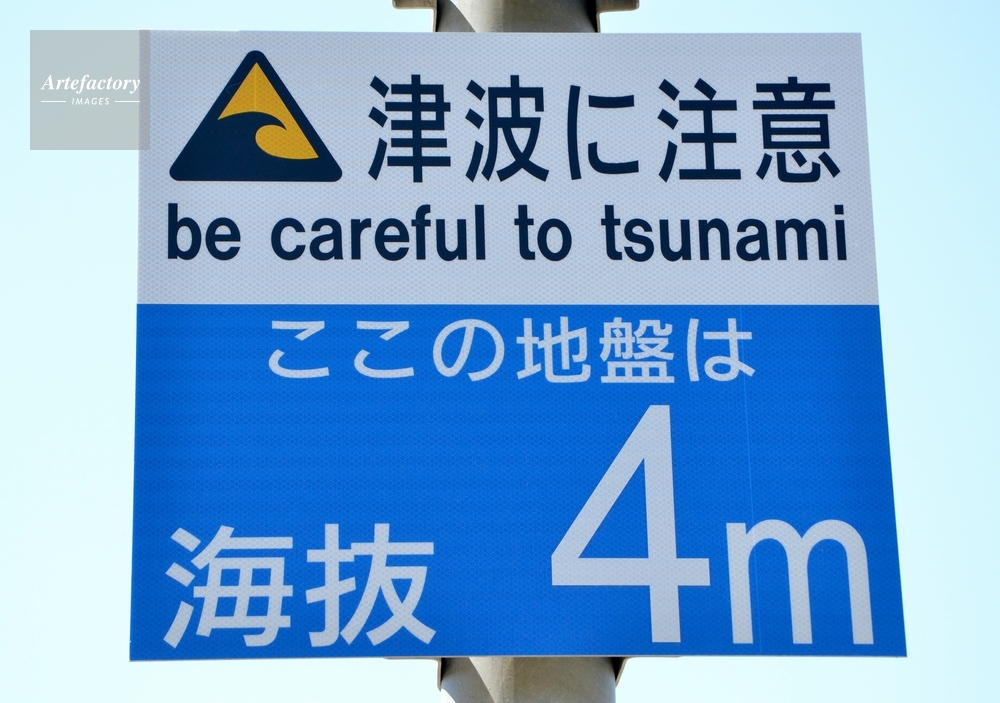 Artefactory
IMAGES
津波に注意
be careful to tsunami
ここの地盤は
海抜 4m